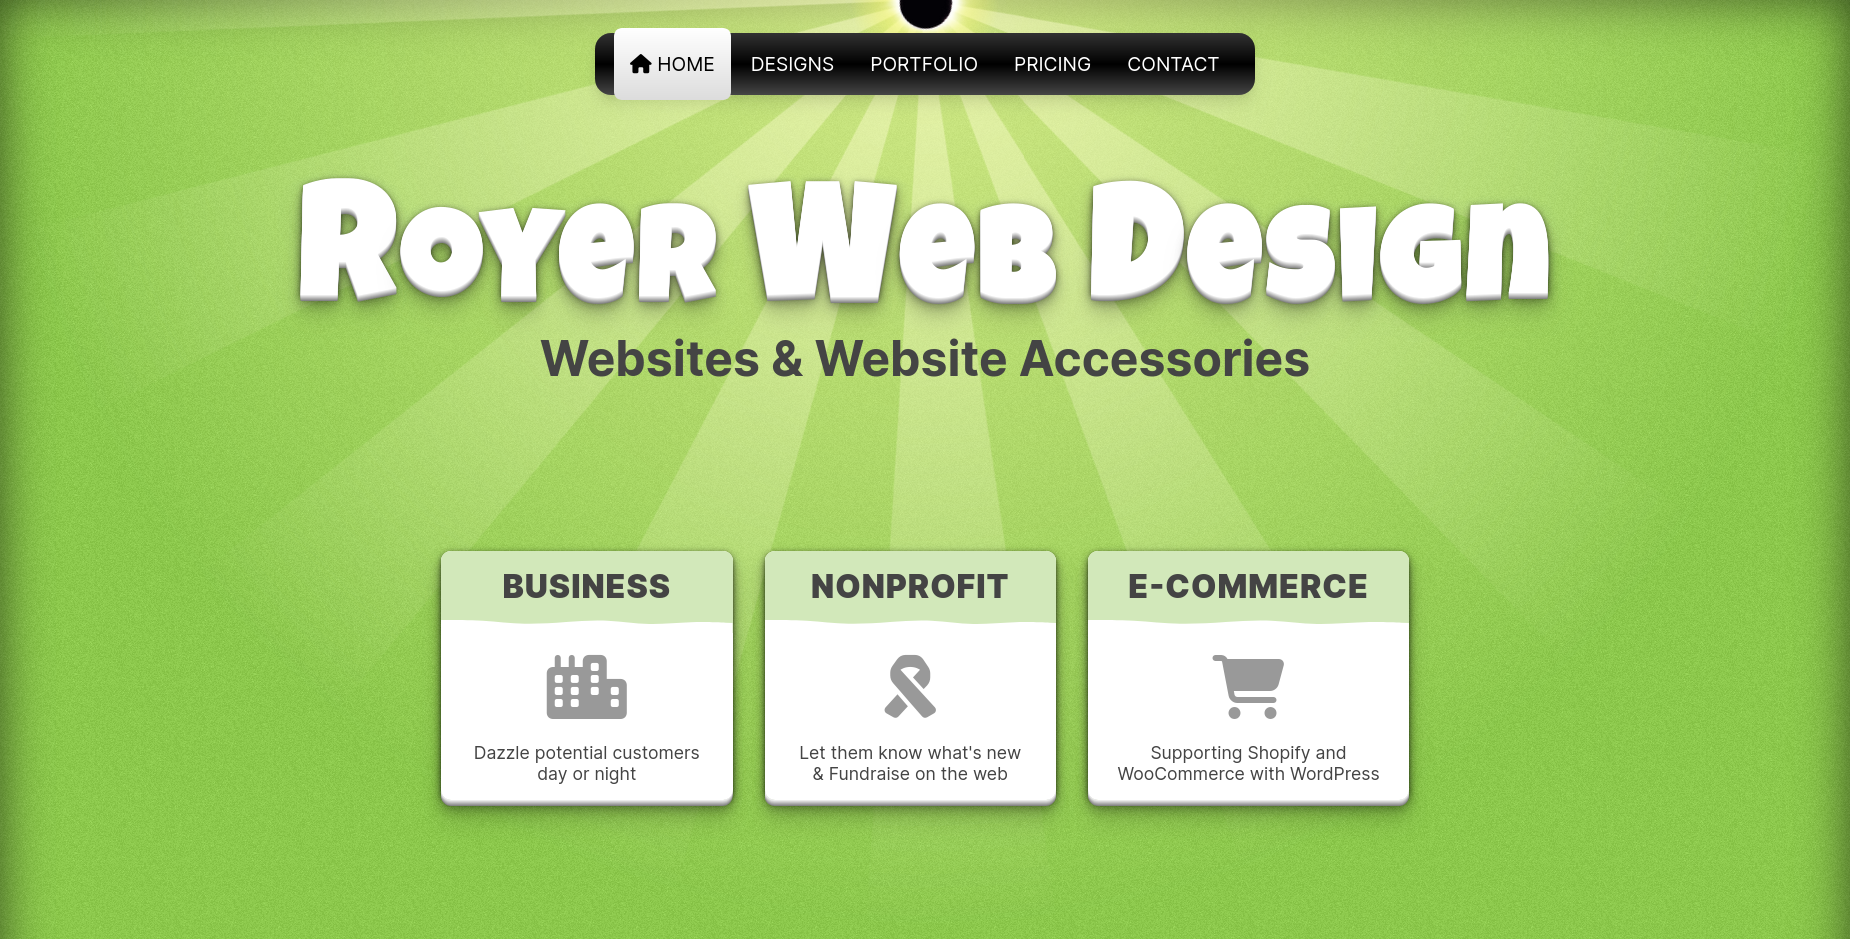 HOME DESIGNS PORTFOLIO PRICING CONTACT
Royer Web Design
Websites & Website Accessories
BUSINESS
Dazzle potential customers
day or night
NONPROFIT
Let them know what's new
& Fundraise on the web
E-COMMERCE
Supporting Shopify and
WooCommerce with WordPress